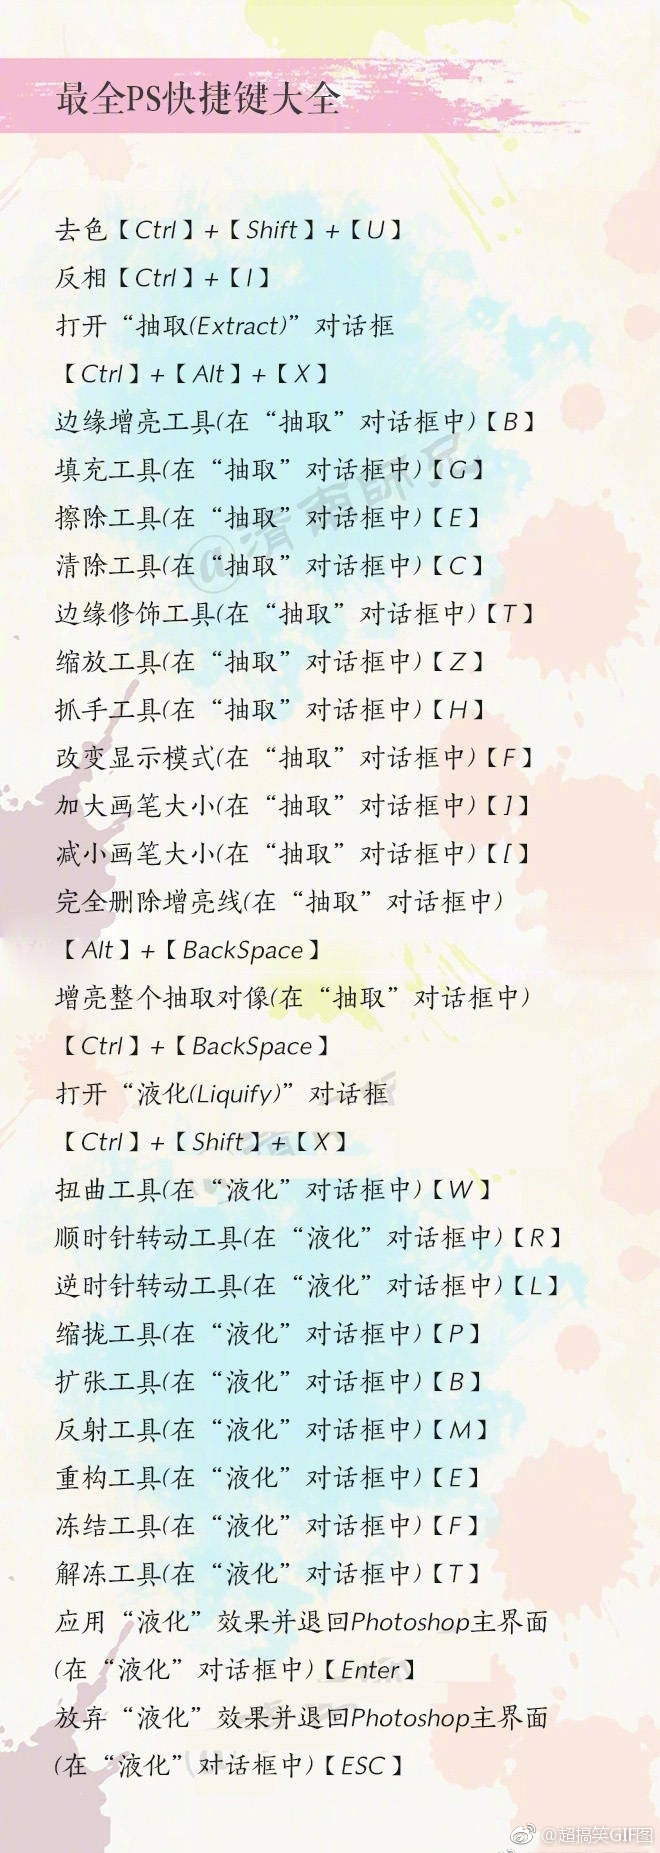 最全PS快捷键大全
去色【Ctrl】+【Shift】+【U】
反相【Ctrl】+【I】
打开“抽取(Extract)”对话框
【Ctrl】+【Alt】+【X】
边缘增亮工具(在“抽取”对话框中)【B】
填充工具(在“抽取”对话框中)【G】
擦除工具(在“抽取”对话框中)【E】
清除工具(在“抽取”对话框中)【C】
边缘修饰工具(在“抽取”对话框中)【T】
缩放工具(在“抽取”对话框中)【Z】
抓手工具(在“抽取”对话框中)【H】
改变显示模式(在“抽取”对话框中)【F】
加大画笔大小(在“抽取”对话框中)【]】
减小画笔大小(在“抽取”对话框中)【[】
完全删除增亮线(在“抽取”对话框中)
【Alt】+【BackSpace】
增亮整个抽取对像(在“抽取”对话框中)
【Ctrl】+【BackSpace】
打开“液化(Liquify)”对话框
【Ctrl】+【Shift】+【X】
扭曲工具(在“液化”对话框中)【W】
顺时针转动工具(在“液化”对话框中)【R】
逆时针转动工具(在“液化”对话框中)【L】
缩拢工具(在“液化”对话框中)【P】
扩张工具(在“液化”对话框中)【B】
反射工具(在“液化”对话框中)【M】
重构工具(在“液化”对话框中)【E】
冻结工具(在“液化”对话框中)【F】
解冻工具(在“液化”对话框中)【T】
应用“液化”效果并退回Photoshop主界面
(在“液化”对话框中)【Enter】
放弃“液化”效果并退回Photoshop主界面
(在“液化”对话框中)【ESC】
@超搞笑GIF图